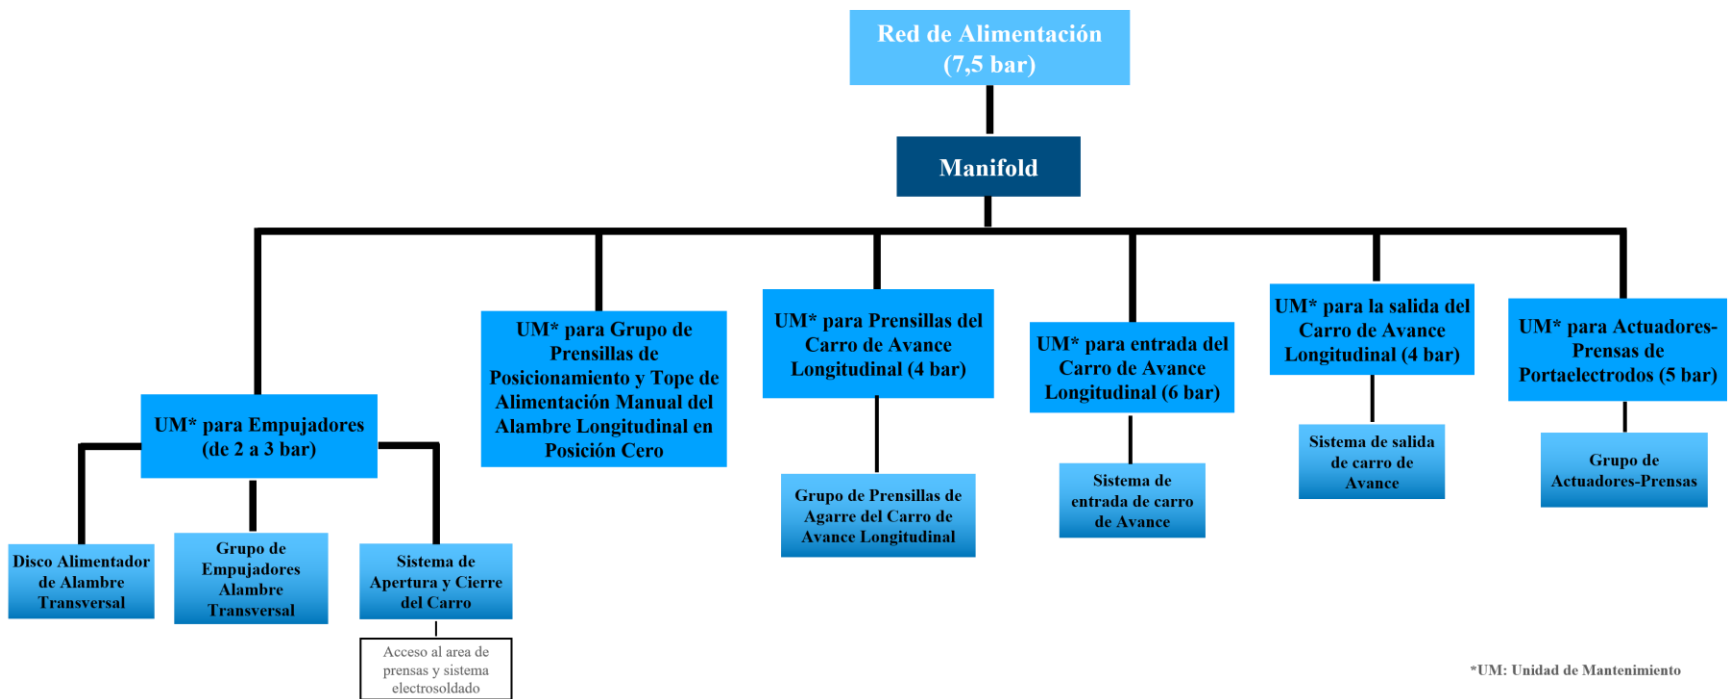 Red de Alimentación
(7,5 bar)
Manifold
UM* para Empujadores
(de 2 a 3 bar)
UM* para Grupo de
Prensillas de
Posicionamiento y Tope de
Alimentación Manual del
Alambre Longitudinal en
Posición Cero
UM* para Prensillas del
Carro de Avance
Longitudinal (4 bar)
UM* para entrada del
Carro de Avance
Longitudinal (6 bar)
UM* para la salida del
Carro de Avance
Longitudinal (4 bar)
UM* para Actuadores-
Prensas de
Portaelectrodos (5 bar)
Disco Alimentador
de Alambre
Transversal
Grupo de
Empujadores
Alambre
Transversal
Sistema de
Apertura y Cierre
del Carro
Acceso al area de
prensas y sistema
electrosoldado
Grupo de Prensillas de
Agarre del Carro de
Avance Longitudinal
Sistema de
entrada de carro
de Avance
Sistema de salida
de carro de
Avance
Grupo de
Actuadores-Prensas
*UM: Unidad de Mantenimiento